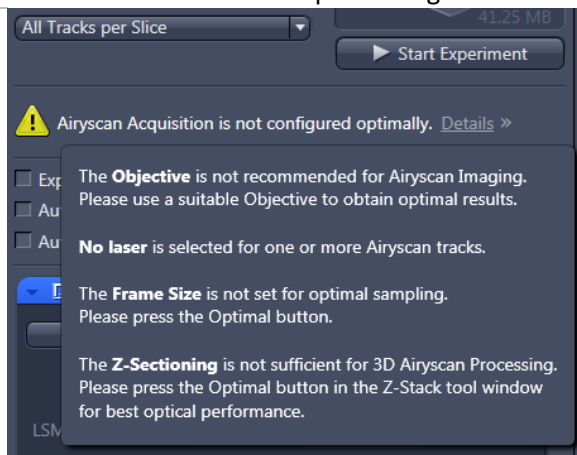 41.25 MB
All Tracks per Slice
Start Experiment
Airyscan Acquisition is not configured optimally. Details »
Exp
The Objective is not recommended for Airyscan Imaging.
Please use a suitable Objective to obtain optimal results.
Au
No laser is selected for one or more Airyscan tracks.
Au
The Frame Size is not set for optimal sampling.
Please press the Optimal button.
The Z-Sectioning is not sufficient for 3D Airyscan Processing.
Please press the Optimal button in the Z-Stack tool window
for best optical performance.
LSM